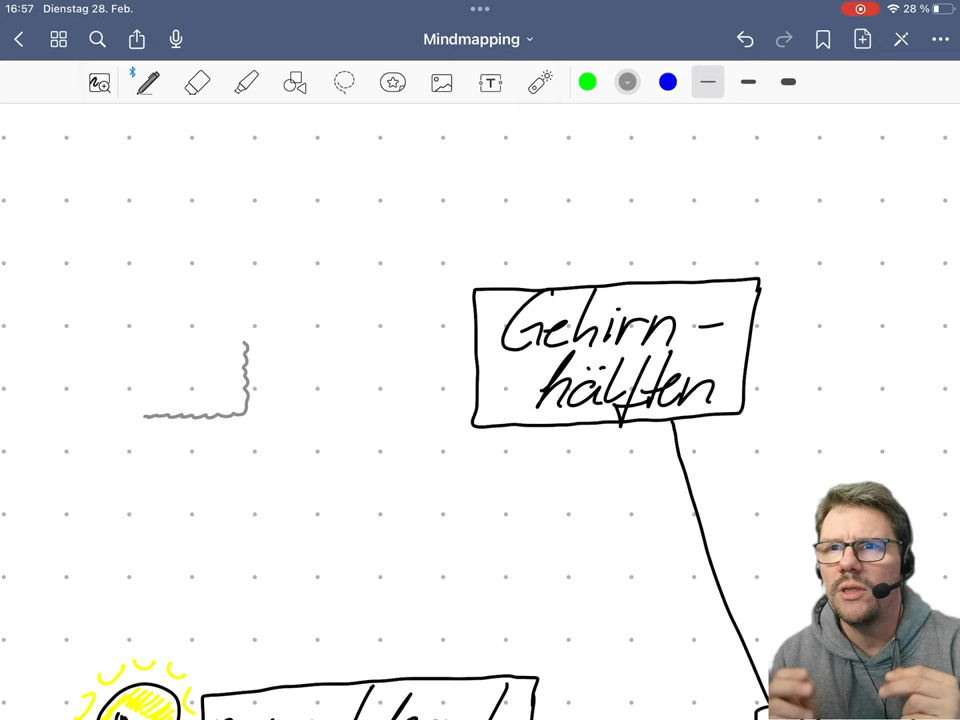 16:57 Dienstag 28. Feb.
28 %
Mindmapping
Gehirn-
hälften